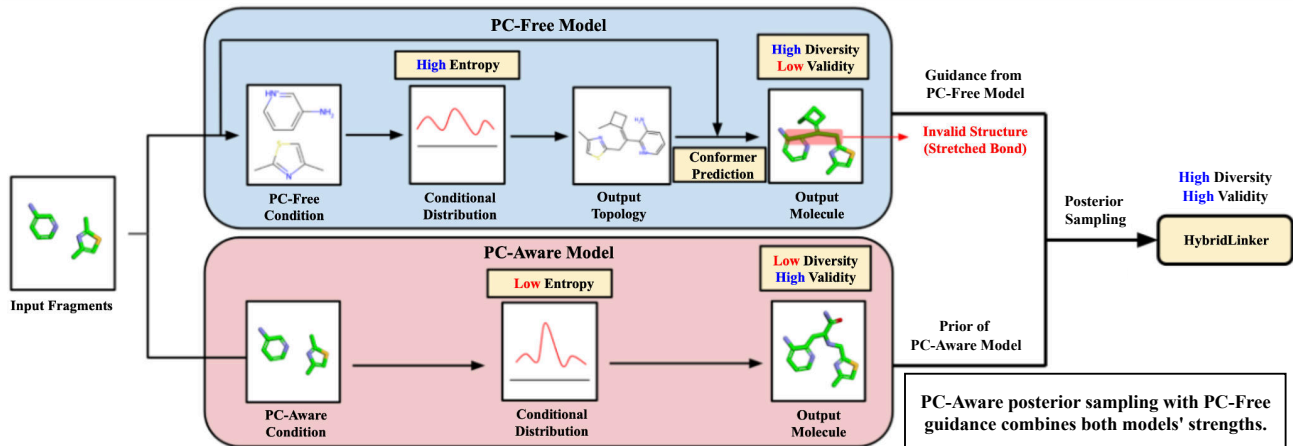 PC-Free Model
High Entropy
High Diversity
Low Validity
HN⁺
NH₂
S
N
PC-Free
Condition
Conditional
Distribution
Output
Topology
Conformer
Prediction
Output
Molecule
Guidance from
PC-Free Model
Invalid Structure
(Stretched Bond)
Input Fragments
PC-Aware Model
Low Entropy
Low Diversity
High Validity
PC-Aware
Condition
Conditional
Distribution
Output
Molecule
Prior of
PC-Aware Model
Posterior
Sampling
High Diversity
High Validity
HybridLinker
PC-Aware posterior sampling with PC-Free
guidance combines both models' strengths.